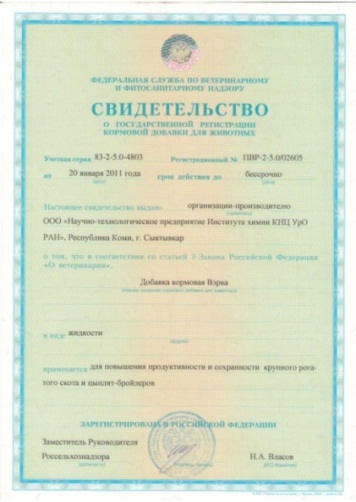 ФЕДЕРАЛЬНАЯ СЛУЖБА ПО ВЕТЕРИНАРНОМУ
И ФИТОСАНИТАРНОМУ НАДЗОРУ
СВИДЕТЕЛЬСТВО
О ГОСУДАРСТВЕННОЙ РЕГИСТРАЦИИ
КОРМОВОЙ ДОБАВКИ ДЛЯ ЖИВОТНЫХ
Учетная серия 83-2-5.0-4803 Регистрационный № ПВР-2-5.0/02605
от 20 января 2011 года срок действия до бессрочно
(дата) (дата)
Настоящее свидетельство выдано организации-производителю
ООО «Научно-технологическое предприятие Института химии КНЦ УрО
РАН», Республика Коми, г. Сыктывкар
о том, что в соответствии со статьей 3 Закона Российской Федерации
«О ветеринарии»,
Добавка кормовая Вэрва
в виде жидкости
применяется для повышения продуктивности и сохранности крупного рога-
того скота и цыплят-бройлеров
ЗАРЕГИСТРИРОВАНО В РОССИЙСКОЙ ФЕДЕРАЦИИ
Заместитель Руководителя
Россельхознадзора Н.А. Власов